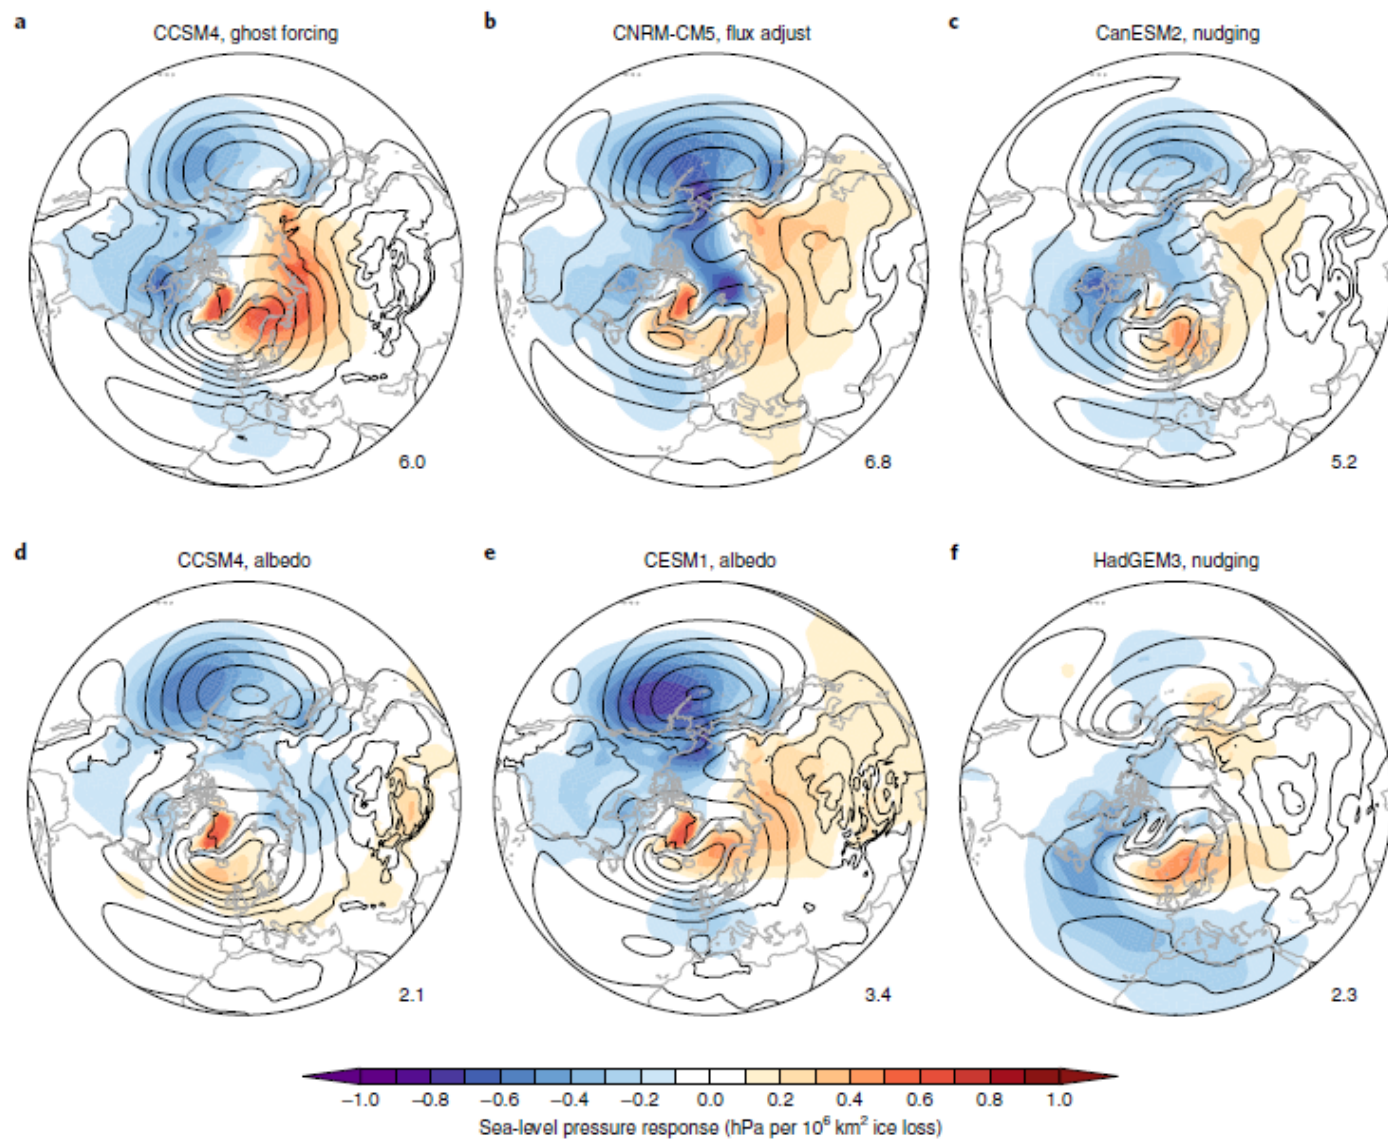 a
CCSM4, ghost forcing
6.0
b
CNRM-CM5, flux adjust
6.8
c
CanESM2, nudging
5.2
d
CCSM4, albedo
2.1
e
CESM1, albedo
3.4
f
HadGEM3, nudging
2.3
−1.0 −0.8 −0.6 −0.4 −0.2 0.0 0.2 0.4 0.6 0.8 1.0
Sea-level pressure response (hPa per 10⁶ km² ice loss)